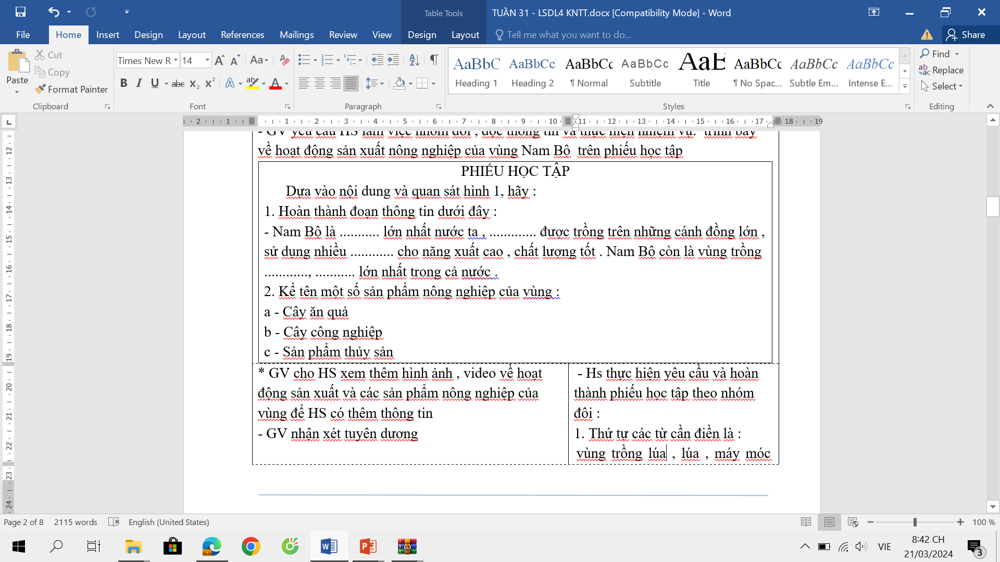 TUẦN 31 - LSDL4 KNTT.docx [Compatibility Mode] - Word
Table Tools
File Home Insert Design Layout References Mailings Review View Design Layout Tell me what you want to do... Share
Paste
Cut
Copy
Format Painter
Clipboard
Times New R 14
Font
Paragraph
AaBbC AaBbCc AaBbCc AaBbCc AaB AaBbCc AaBbCc AaBbCc
Heading 1 Heading 2 ¶ Normal Subtitle Title ¶ No Spac... Subtle Em... Intense E...
Styles
Find
Replace
Select
Editing
2 1 1 2 3 4 5 6 7 8 9 10 11 12 13 14 15 16 17 18 19
- GV yêu cầu HS làm việc nhóm đôi , đọc thông tin và thực hiện nhiệm vụ: trình bày
về hoạt động sản xuất nông nghiệp của vùng Nam Bộ trên phiếu học tập
PHIẾU HỌC TẬP
Dựa vào nội dung và quan sát hình 1, hãy :
1. Hoàn thành đoạn thông tin dưới đây :
- Nam Bộ là ........... lớn nhất nước ta , ............. được trồng trên những cánh đồng lớn ,
sử dụng nhiều ............ cho năng xuất cao , chất lượng tốt . Nam Bộ còn là vùng trồng
............, ........... lớn nhất trong cả nước .
2. Kể tên một số sản phẩm nông nghiệp của vùng :
a - Cây ăn quả
b - Cây công nghiệp
c - Sản phẩm thủy sản
* GV cho HS xem thêm hình ảnh , video về hoạt
động sản xuất và các sản phẩm nông nghiệp của
vùng để HS có thêm thông tin
- GV nhận xét tuyên dương
- Hs thực hiện yêu cầu và hoàn
thành phiếu học tập theo nhóm
đôi :
1. Thứ tự các từ cần điền là :
vùng trồng lúa , lúa , máy móc
12 13 14 15 16 17 18 19 20 21 22 23 24
Page 2 of 8 2115 words English (United States) 100 %
VIE
8:42 CH
21/03/2024
3